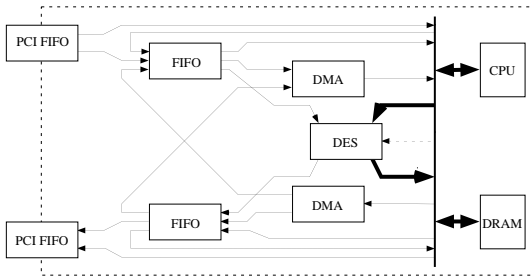 PCI FIFO
FIFO
DMA
CPU
DES
DMA
FIFO
DRAM
PCI FIFO